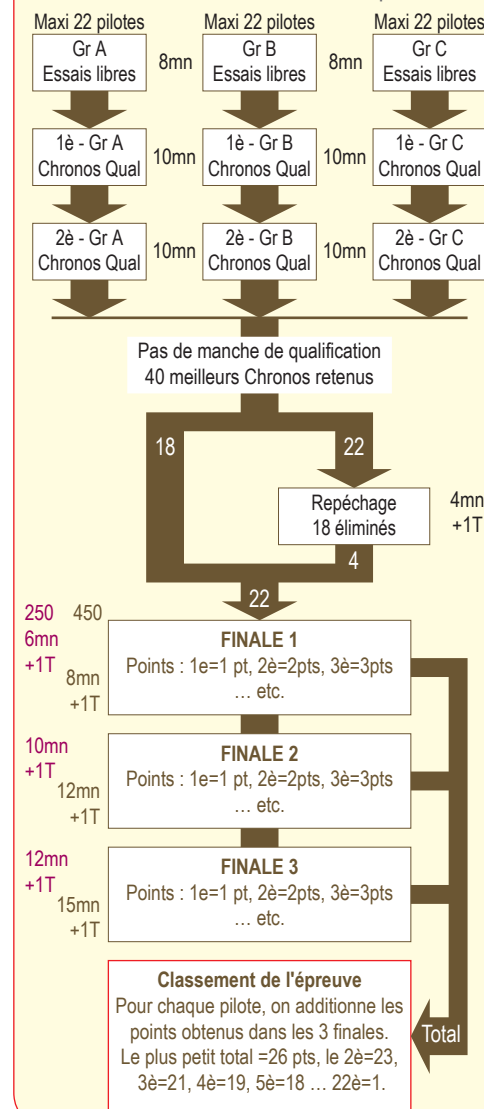 Maxi 22 pilotes Maxi 22 pilotes Maxi 22 pilotes
Gr A
Essais libres
8mn
Gr B
Essais libres
8mn
Gr C
Essais libres
1è - Gr A
Chronos Qual
10mn
1è - Gr B
Chronos Qual
10mn
1è - Gr C
Chronos Qual
2è - Gr A
Chronos Qual
10mn
2è - Gr B
Chronos Qual
10mn
2è - Gr C
Chronos Qual
Pas de manche de qualification
40 meilleurs Chronos retenus
18
22
Repéchage
18 éliminés
4mn
+1T
4
22
250 450
6mn
+1T
8mn
+1T
FINALE 1
Points : 1e=1 pt, 2è=2pts, 3è=3pts
… etc.
10mn
+1T
12mn
+1T
FINALE 2
Points : 1e=1 pt, 2è=2pts, 3è=3pts
… etc.
12mn
+1T
15mn
+1T
FINALE 3
Points : 1e=1 pt, 2è=2pts, 3è=3pts
… etc.
Classement de l'épreuve
Pour chaque pilote, on additionne les
points obtenus dans les 3 finales.
Le plus petit total =26 pts, le 2è=23,
3è=21, 4è=19, 5è=18 … 22è=1.
Total